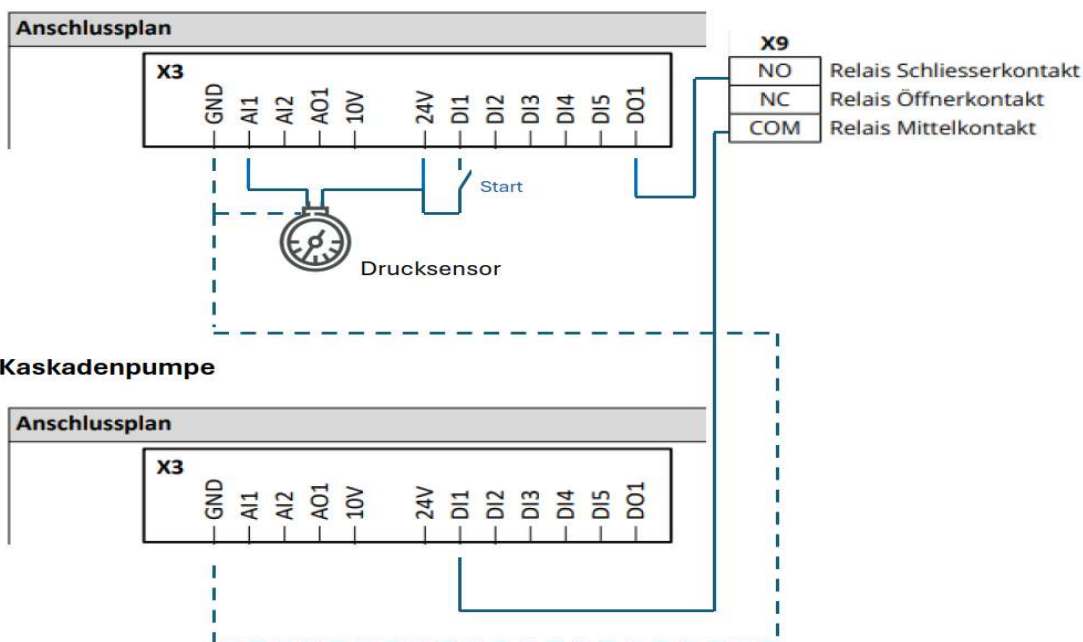 Anschlussplan
X3
GND AI1 AI2 AO1 10V 24V DI1 DI2 DI3 DI4 DI5 DO1
Start
Drucksensor
X9
NO Relais Schliesserkontakt
NC Relais Öffnerkontakt
COM Relais Mittelkontakt
Kaskadenpumpe
Anschlussplan
X3
GND AI1 AI2 AO1 10V 24V DI1 DI2 DI3 DI4 DI5 DO1